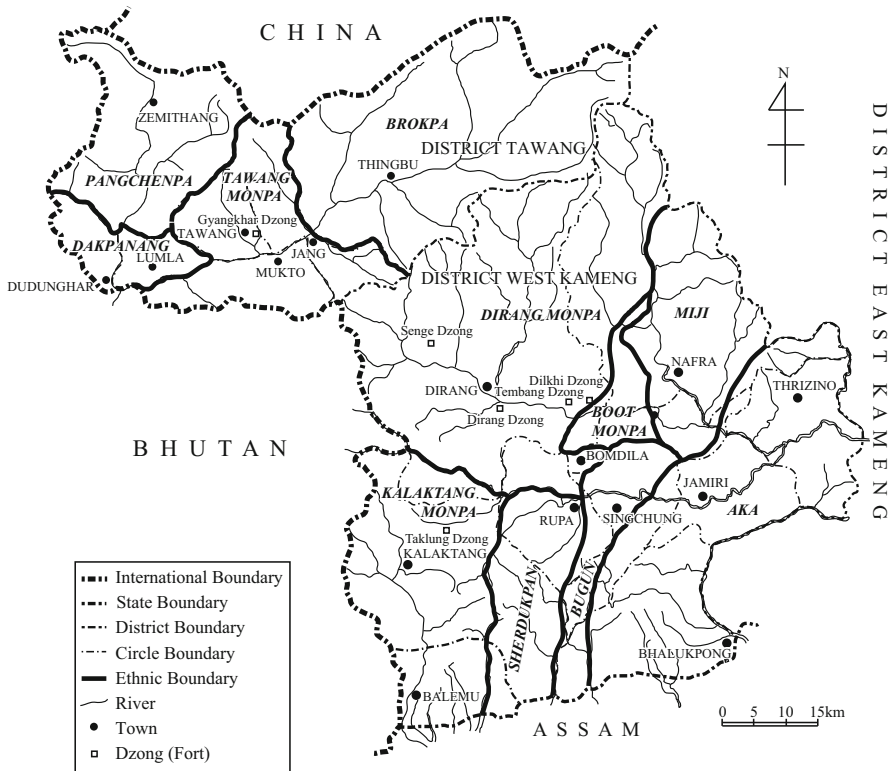 CHINA
N
ZEMITHANG
BROKPA
DISTRICT TAWANG
THINGBU
PANGCHENPA
TAWANG
MONPA
Gyangkhar Dzong
TAWANG
DAKPANANG
LUMLA
JANG
MUKTO
DUDUNGHAR
DISTRICT WEST KAMENG
DIRANG MONPA
MIJI
DISTRICT EAST KAMENG
Senge Dzong
NAFRA
DIRANG
Dilkhi Dzong
Tembang Dzong
THRIZINO
Dirang Dzong
BOOT
MONPA
BHUTAN
BOMDILA
KALAKTANG
MONPA
JAMIRI
AKA
RUPA
SINGCHUNG
Taklung Dzong
KALAKTANG
SHERDUKPAN
BUGUN
BHALUKPONG
BALEMU
ASSAM
0 5 10 15km
International Boundary
State Boundary
District Boundary
Circle Boundary
Ethnic Boundary
River
Town
Dzong (Fort)